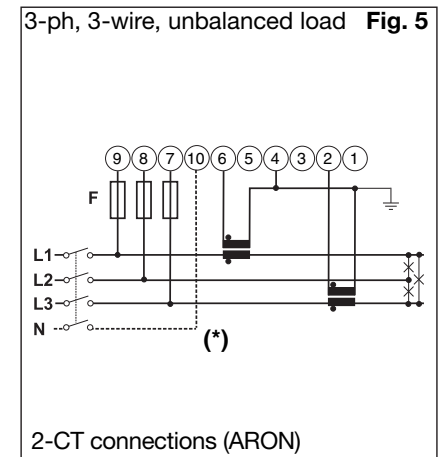 3-ph, 3-wire, unbalanced load Fig. 5
9 8 7 10 6 5 4 3 2 1
F
L1
L2
L3
N
(*)
2-CT connections (ARON)